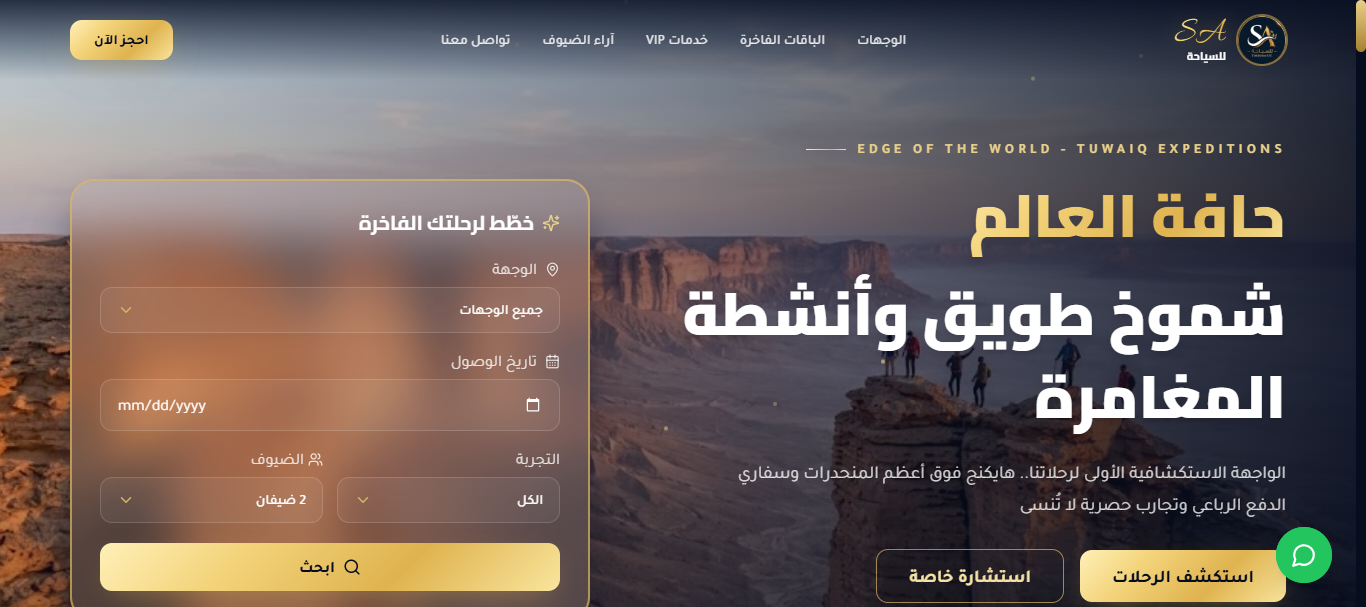 SA
للسياحة
الوجهات
الباقات الفاخرة
خدمات VIP
آراء الضيوف
تواصل معنا
احجز الآن
EDGE OF THE WORLD - TUWAIQ EXPEDITIONS
حافة العالم
شموخ طويق وأنشطة
المغامرة
الواجهة الاستكشافية الأولى لرحلاتنا.. هايكنج فوق أعظم المنحدرات وسفاري
الدفع الرباعي وتجارب حصرية لا تُنسى
استكشف الرحلات
استشارة خاصة
خطّط لرحلتك الفاخرة
الوجهة
جميع الوجهات
تاريخ الوصول
mm/dd/yyyy
التجربة
الضيوف
الكل
2 ضيفان
ابحث